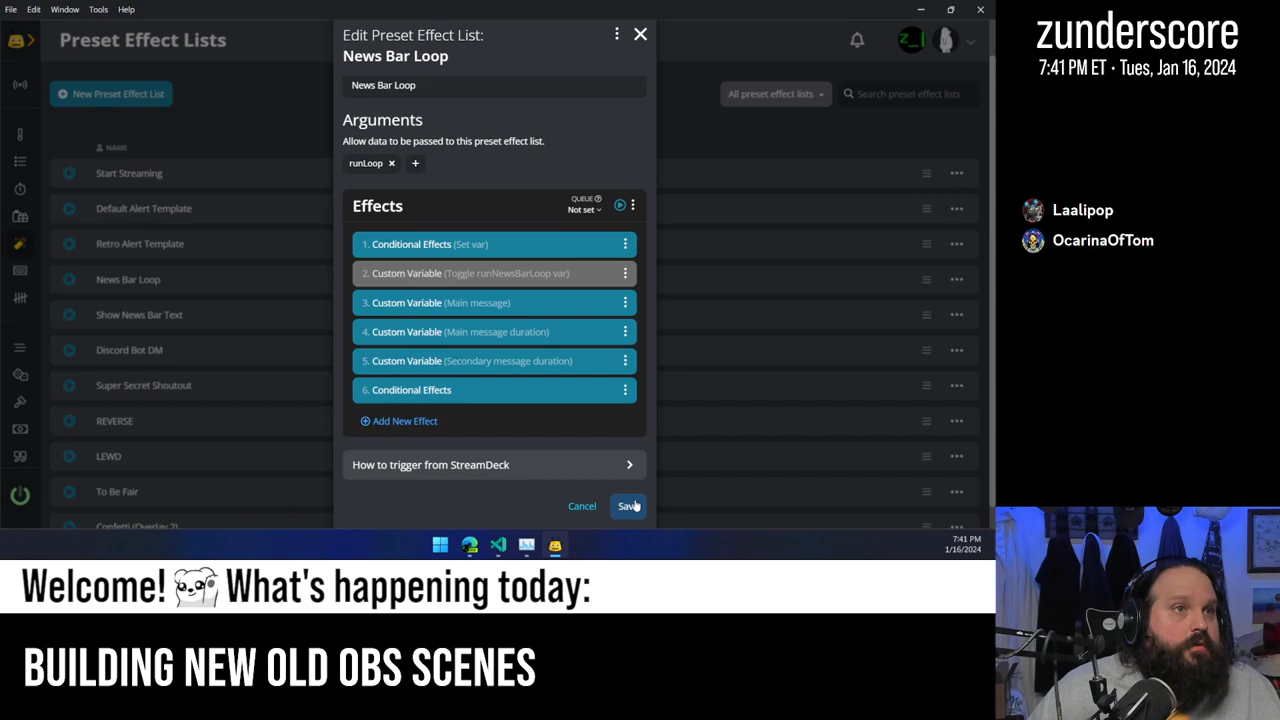 File Edit Window Tools Help
Preset Effect Lists
New Preset Effect List
All preset effect lists
Search preset effect lists
NAME
Start Streaming
Default Alert Template
Retro Alert Template
News Bar Loop
Show News Bar Text
Discord Bot DM
Super Secret Shoutout
REVERSE
LEWD
To Be Fair
Confetti (Overlay 2)
Edit Preset Effect List:
News Bar Loop
News Bar Loop
Arguments
Allow data to be passed to this preset effect list.
runLoop
Effects
QUEUE
Not set
1. Conditional Effects (Set var)
2. Custom Variable (Toggle runNewsBarLoop var)
3. Custom Variable (Main message)
4. Custom Variable (Main message duration)
5. Custom Variable (Secondary message duration)
6. Conditional Effects
Add New Effect
How to trigger from StreamDeck
Cancel
Save
7:41 PM
1/16/2024
zunderscore
7:41 PM ET • Tues, Jan 16, 2024
Laalipop
OcarinaOfTom
Welcome! What's happening today:
BUILDING NEW OLD OBS SCENES